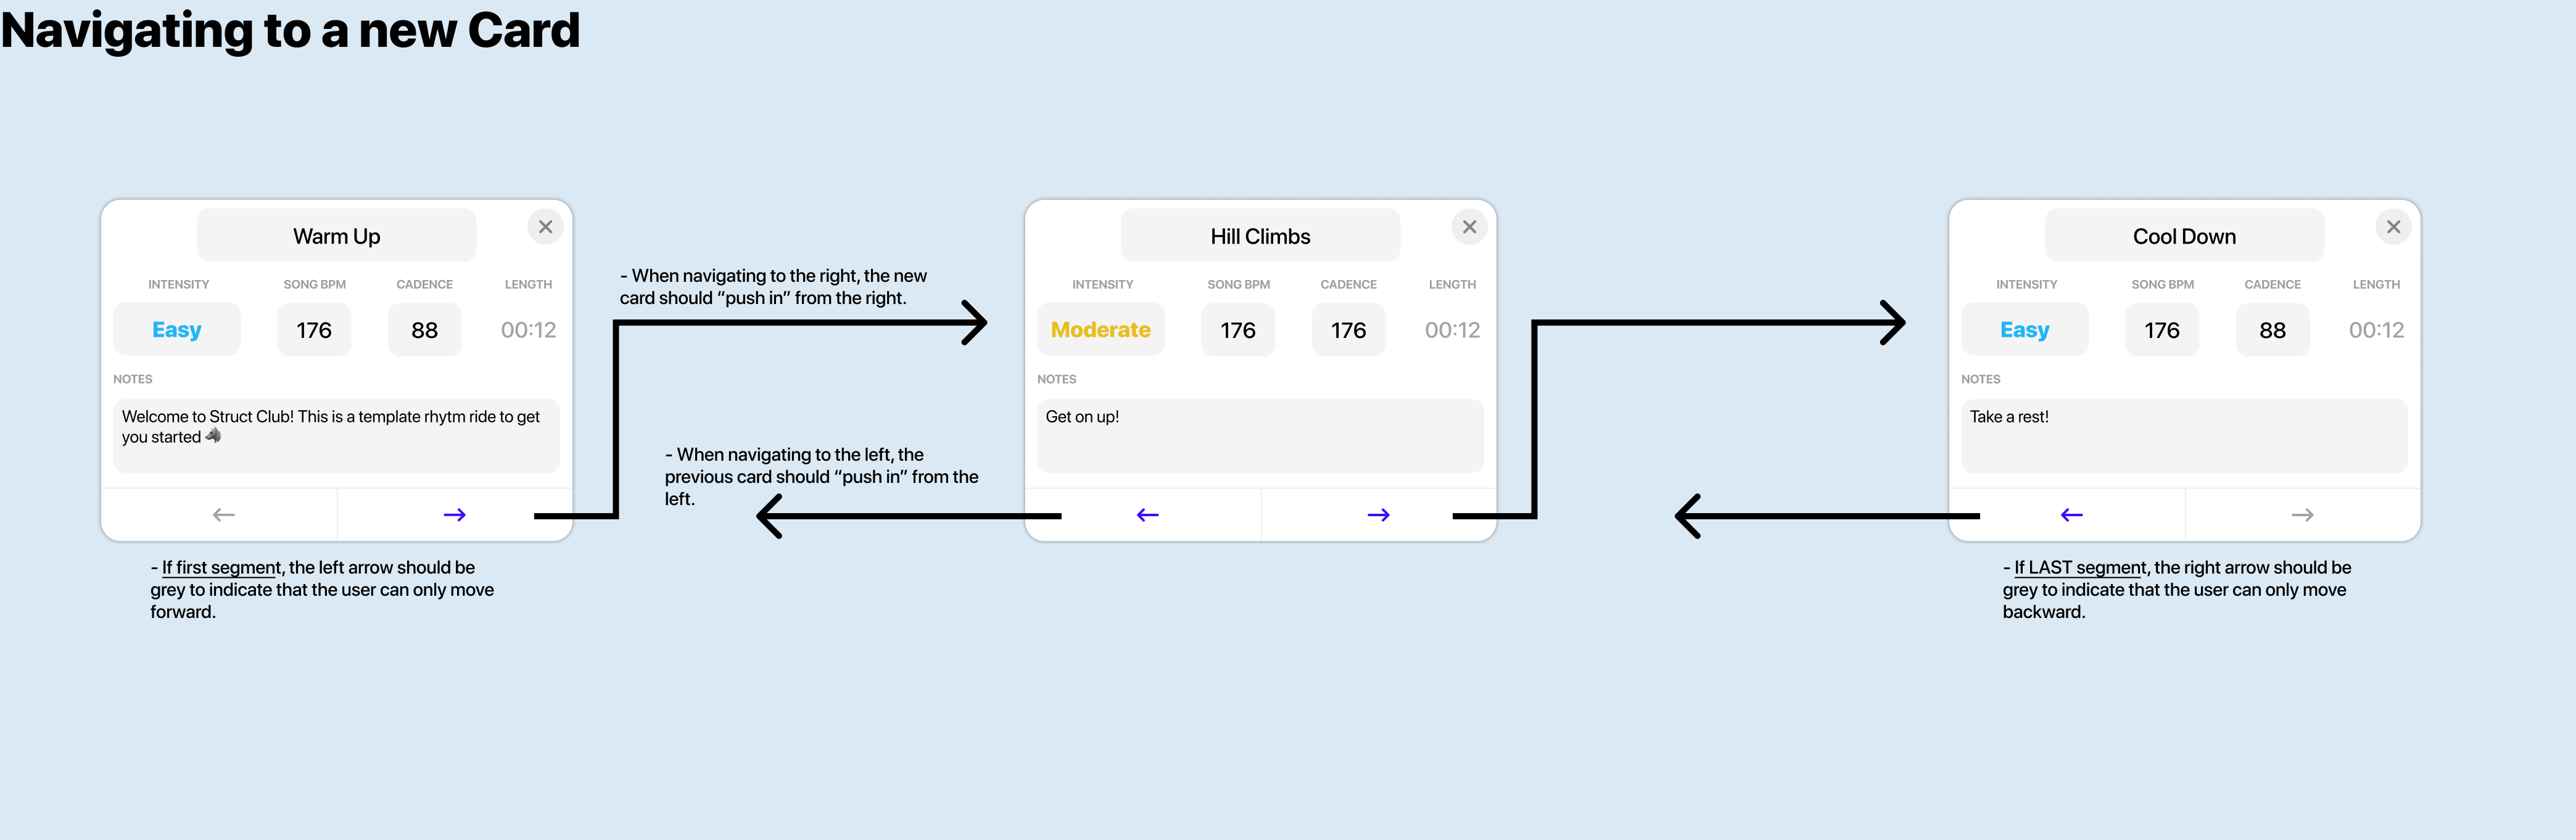 Navigating to a new Card
Warm Up
INTENSITY SONG BPM CADENCE LENGTH
Easy 176 88 00:12
NOTES
Welcome to Struct Club! This is a template rhytm ride to get
you started 🐴
- If first segment, the left arrow should be
grey to indicate that the user can only move
forward.
- When navigating to the right, the new
card should “push in” from the right.
- When navigating to the left, the
previous card should “push in” from the
left.
Hill Climbs
INTENSITY SONG BPM CADENCE LENGTH
Moderate 176 176 00:12
NOTES
Get on up!
Cool Down
INTENSITY SONG BPM CADENCE LENGTH
Easy 176 88 00:12
NOTES
Take a rest!
- If LAST segment, the right arrow should be
grey to indicate that the user can only move
backward.